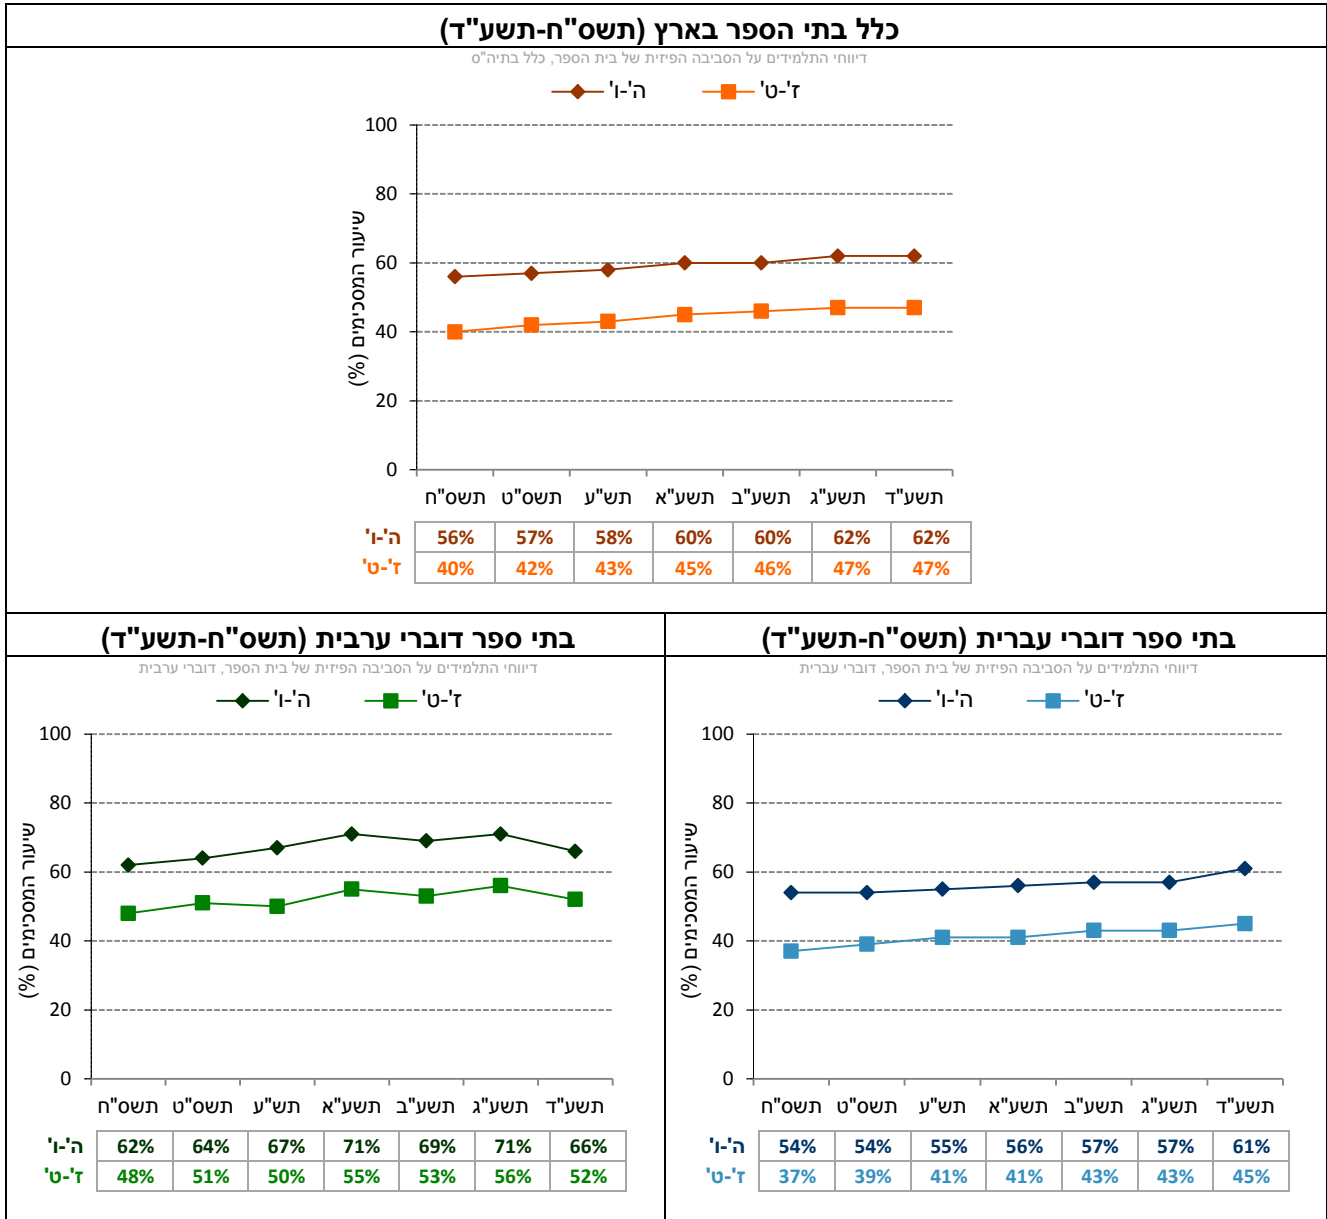 כלל בתי הספר בארץ (תשס"ח-תשע"ד)
דיווחי התלמידים על הסביבה הפיזית של בית הספר, כלל בתיה"ס
ה'-ו' ז'-ט'
שיעור המסכימים (%)
100
80
60
40
20
0
תשס"ח תשס"ט תש"ע תשע"א תשע"ב תשע"ג תשע"ד
ה'-ו' 56% 57% 58% 60% 60% 62% 62%
ז'-ט' 40% 42% 43% 45% 46% 47% 47%
בתי ספר דוברי עברית (תשס"ח-תשע"ד)
דיווחי התלמידים על הסביבה הפיזית של בית הספר, דוברי עברית
ה'-ו' ז'-ט'
שיעור המסכימים (%)
100
80
60
40
20
0
תשס"ח תשס"ט תש"ע תשע"א תשע"ב תשע"ג תשע"ד
ה'-ו' 54% 54% 55% 56% 57% 57% 61%
ז'-ט' 37% 39% 41% 41% 43% 43% 45%
בתי ספר דוברי ערבית (תשס"ח-תשע"ד)
דיווחי התלמידים על הסביבה הפיזית של בית הספר, דוברי ערבית
ה'-ו' ז'-ט'
שיעור המסכימים (%)
100
80
60
40
20
0
תשס"ח תשס"ט תש"ע תשע"א תשע"ב תשע"ג תשע"ד
ה'-ו' 62% 64% 67% 71% 69% 71% 66%
ז'-ט' 48% 51% 50% 55% 53% 56% 52%